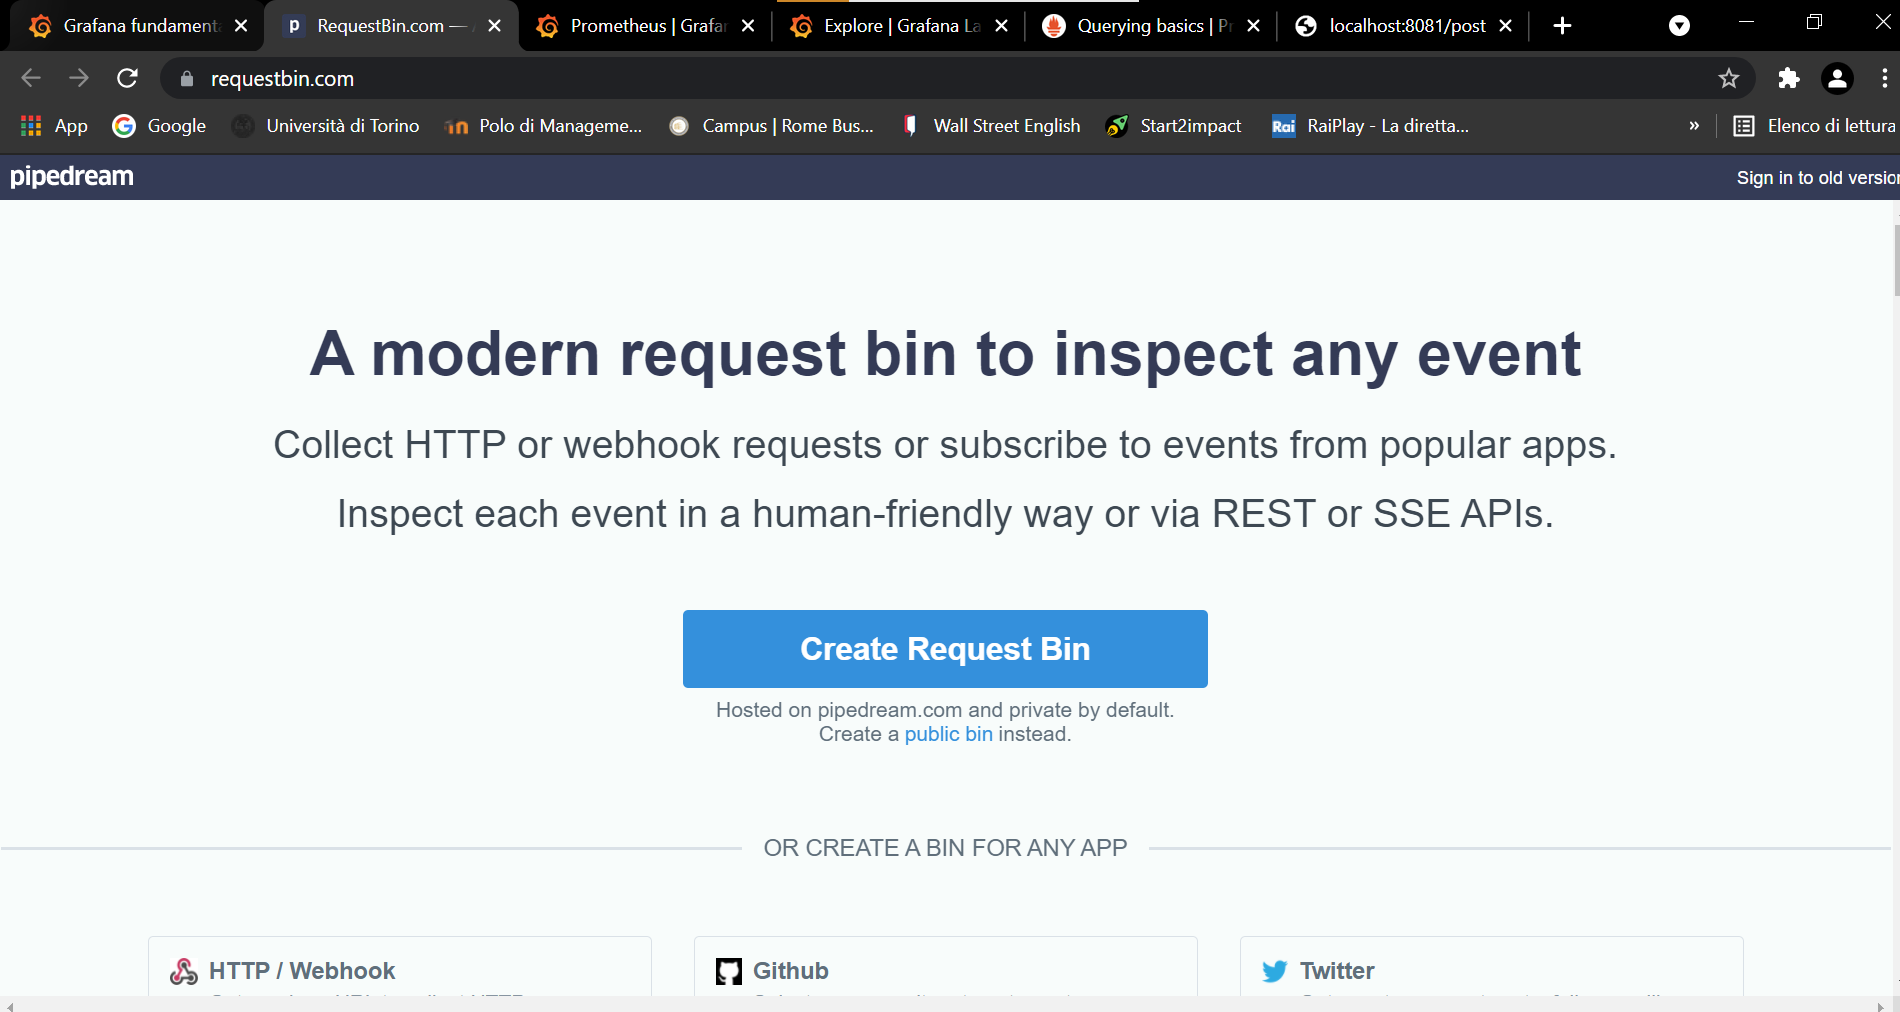 Grafana fundament
RequestBin.com —
Prometheus | Grafan
Explore | Grafana La
Querying basics | Pr
localhost:8081/post
requestbin.com
App
Google
Università di Torino
Polo di Manageme...
Campus | Rome Bus...
Wall Street English
Start2impact
Rai
RaiPlay - La diretta...
»
Elenco di lettura
pipedream
Sign in to old version
A modern request bin to inspect any event
Collect HTTP or webhook requests or subscribe to events from popular apps.
Inspect each event in a human-friendly way or via REST or SSE APIs.
Create Request Bin
Hosted on pipedream.com and private by default.
Create a public bin instead.
OR CREATE A BIN FOR ANY APP
HTTP / Webhook
Github
Twitter